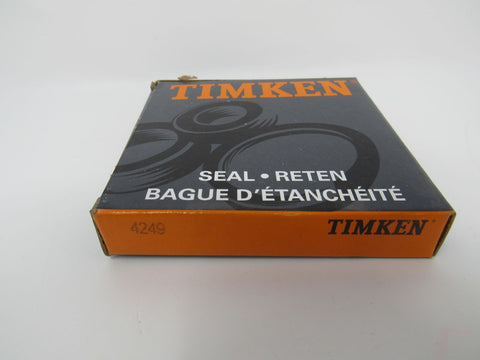 TIMKEN
SEAL • RETEN
BAGUE D'ÉTANCHÉITÉ
4249 TIMKEN